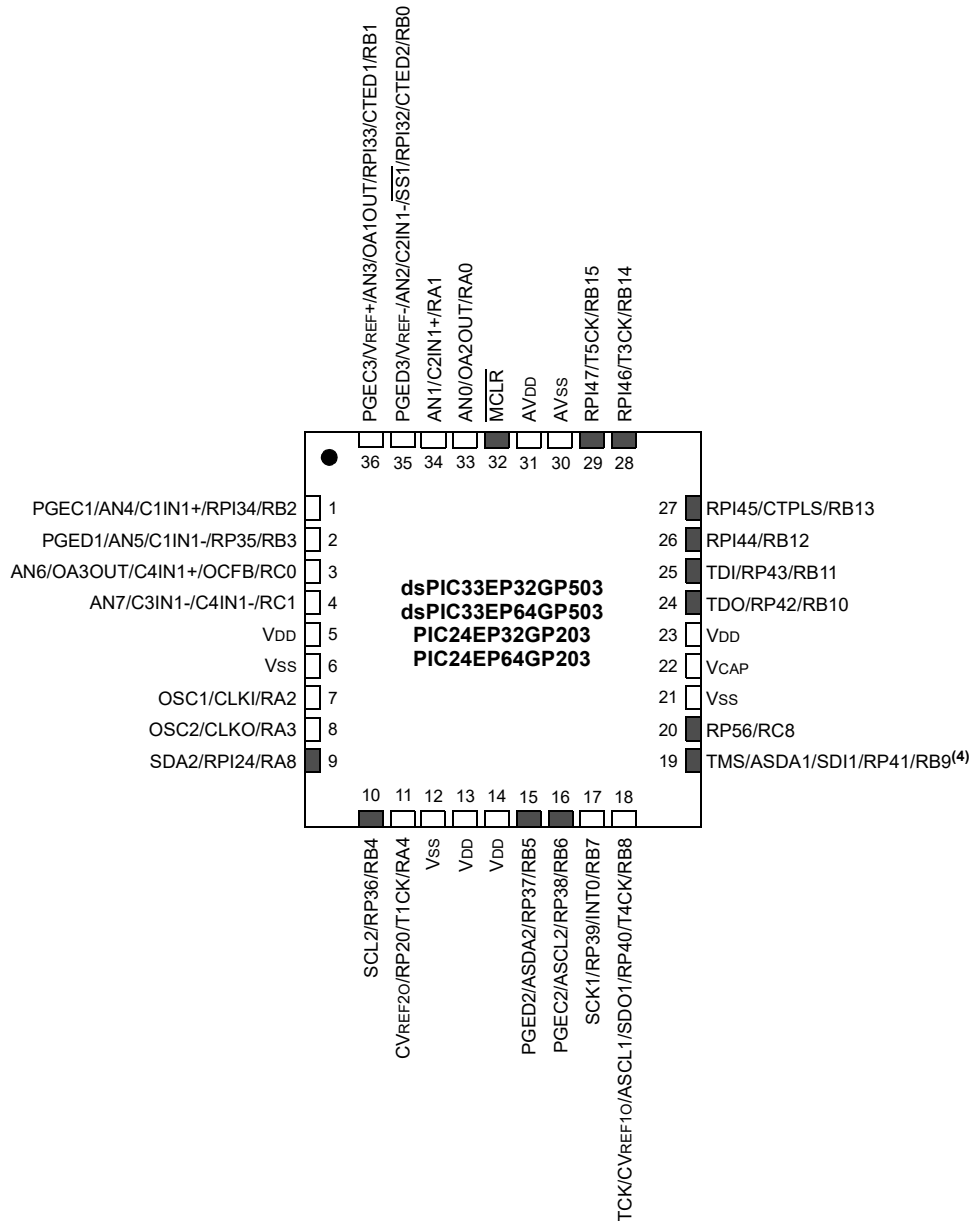 PGEC3/VREF+/AN3/OA1OUT/RPI33/CTED1/RB1
PGED3/VREF-/AN2/C2IN1-/SS1/RPI32/CTED2/RB0
AN1/C2IN1+/RA1
AN0/OA2OUT/RA0
MCLR
AVDD
AVSS
RPI47/T5CK/RB15
RPI46/T3CK/RB14
36 35 34 33 32 31 30 29 28
PGEC1/AN4/C1IN1+/RPI34/RB2 1
PGED1/AN5/C1IN1-/RP35/RB3 2
AN6/OA3OUT/C4IN1+/OCFB/RC0 3
AN7/C3IN1-/C4IN1-/RC1 4
VDD 5
VSS 6
OSC1/CLKI/RA2 7
OSC2/CLKO/RA3 8
SDA2/RPI24/RA8 9
dsPIC33EP32GP503
dsPIC33EP64GP503
PIC24EP32GP203
PIC24EP64GP203
27 RPI45/CTPLS/RB13
26 RPI44/RB12
25 TDI/RP43/RB11
24 TDO/RP42/RB10
23 VDD
22 VCAP
21 VSS
20 RP56/RC8
19 TMS/ASDA1/SDI1/RP41/RB9(4)
10 11 12 13 14 15 16 17 18
SCL2/RP36/RB4
CVREF2O/RP20/T1CK/RA4
VSS
VDD
VDD
PGED2/ASDA2/RP37/RB5
PGEC2/ASCL2/RP38/RB6
SCK1/RP39/INT0/RB7
TCK/CVREF1O/ASCL1/SDO1/RP40/T4CK/RB8